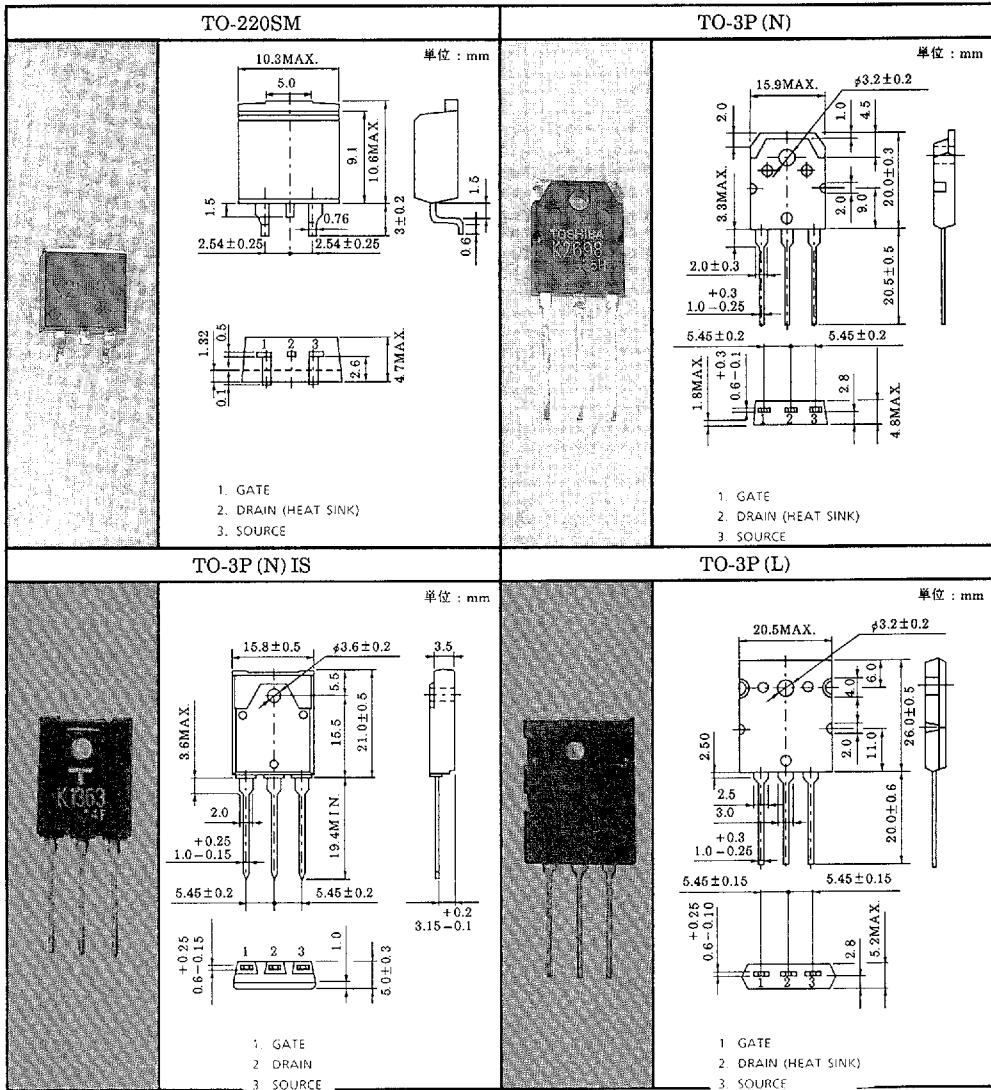 TO-220SM
単位 : mm
10.3MAX.
5.0
9.1
10.6MAX.
1.5
0.76
3±0.2
1.5
0.6
2.54±0.25
2.54±0.25
1.32
0.5
0.1
1 2 3
2.6
4.7MAX.
1. GATE
2. DRAIN (HEAT SINK)
3. SOURCE
TO-3P (N)
単位 : mm
15.9MAX.
φ3.2±0.2
2.0
1.0
4.5
3.3MAX.
2.0
9.0
20.0±0.3
TOSHIBA
2.0±0.3
+0.3
1.0-0.25
20.5±0.5
5.45±0.2
5.45±0.2
1.8MAX.
+0.3
0.6-0.1
1 2 3
2.8
4.8MAX.
1. GATE
2. DRAIN (HEAT SINK)
3. SOURCE
TO-3P (N) IS
単位 : mm
15.8±0.5
φ3.6±0.2
3.5
5.5
15.5
21.0±0.5
3.6MAX.
K1363
2.0
+0.25
1.0-0.15
19.4MIN
5.45±0.2
5.45±0.2
+0.2
3.15-0.1
+0.25
0.6-0.15
1 2 3
1.0
5.0±0.3
1. GATE
2 DRAIN
3 SOURCE
TO-3P (L)
単位 : mm
20.5MAX.
φ3.2±0.2
6.0
4.0
2.0
11.0
26.0±0.5
2.50
2.5
3.0
+0.3
1.0-0.25
20.0±0.6
5.45±0.15
5.45±0.15
+0.25
0.6-0.10
1 2 3
2.8
5.2MAX.
1 GATE
2. DRAIN (HEAT SINK)
3. SOURCE